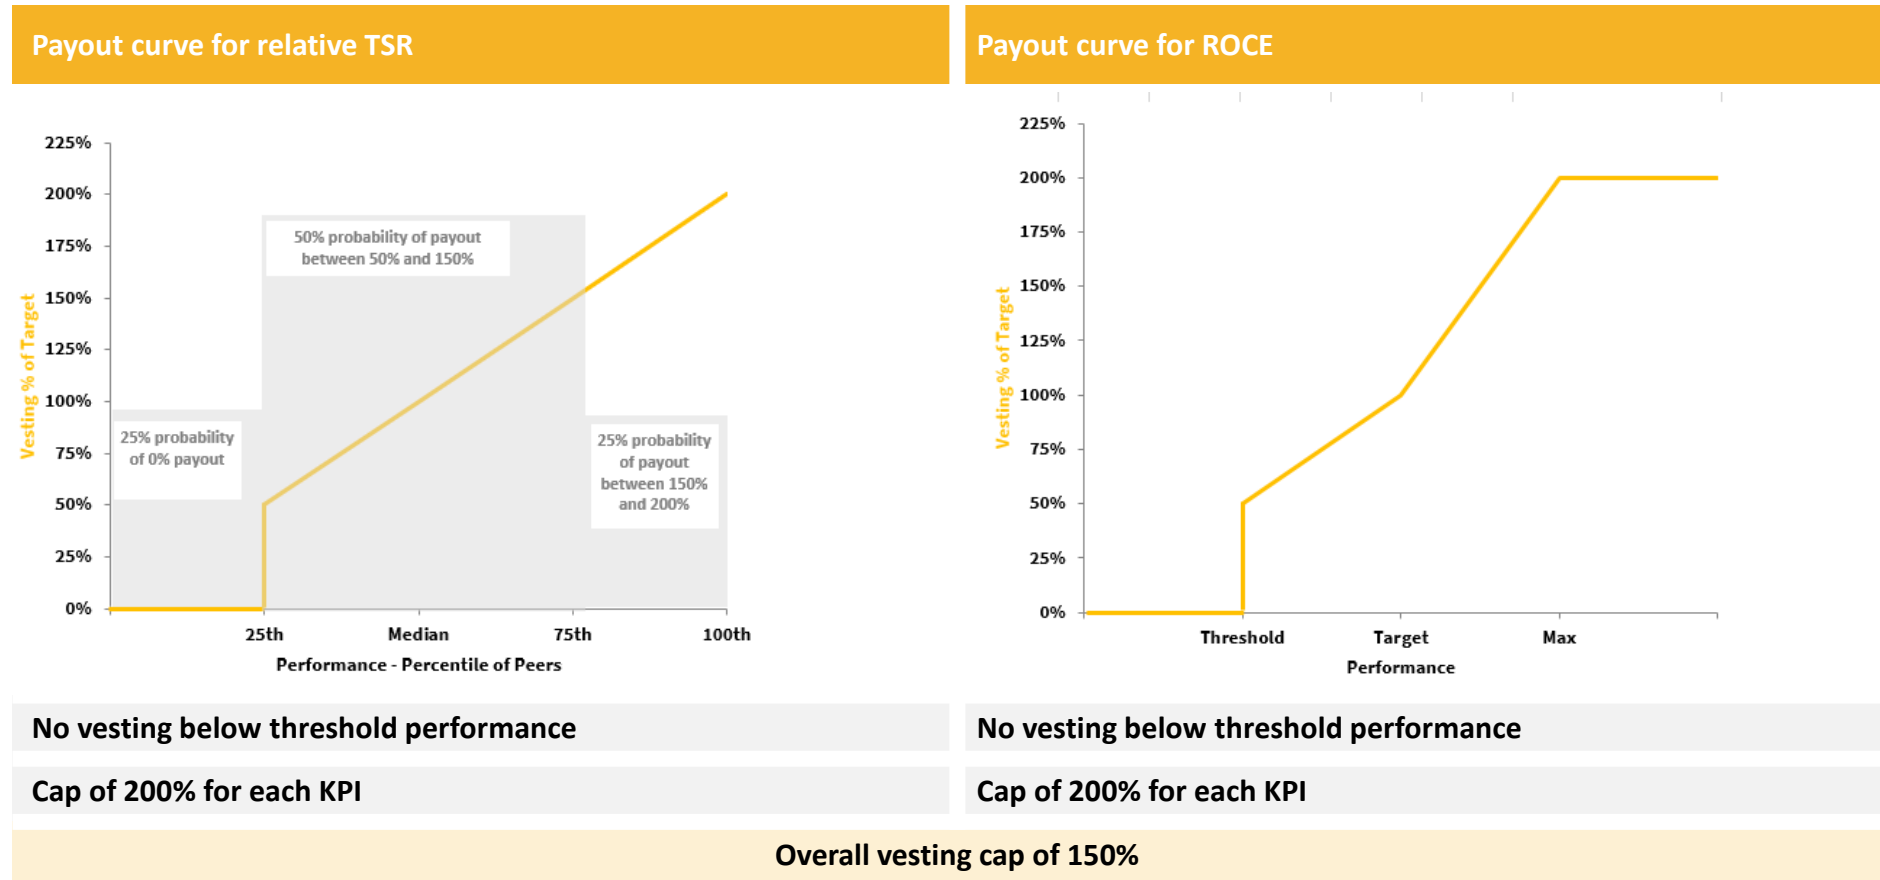 Payout curve for relative TSR
225%
200%
175%
150%
125%
100%
75%
50%
25%
0%
Vesting % of Target
50% probability of payout
between 50% and 150%
25% probability
of 0% payout
25% probability
of payout
between 150%
and 200%
25th
Median
75th
100th
Performance - Percentile of Peers
No vesting below threshold performance
Cap of 200% for each KPI
Payout curve for ROCE
225%
200%
175%
150%
125%
100%
75%
50%
25%
0%
Vesting % of Target
Threshold
Target
Max
Performance
No vesting below threshold performance
Cap of 200% for each KPI
Overall vesting cap of 150%